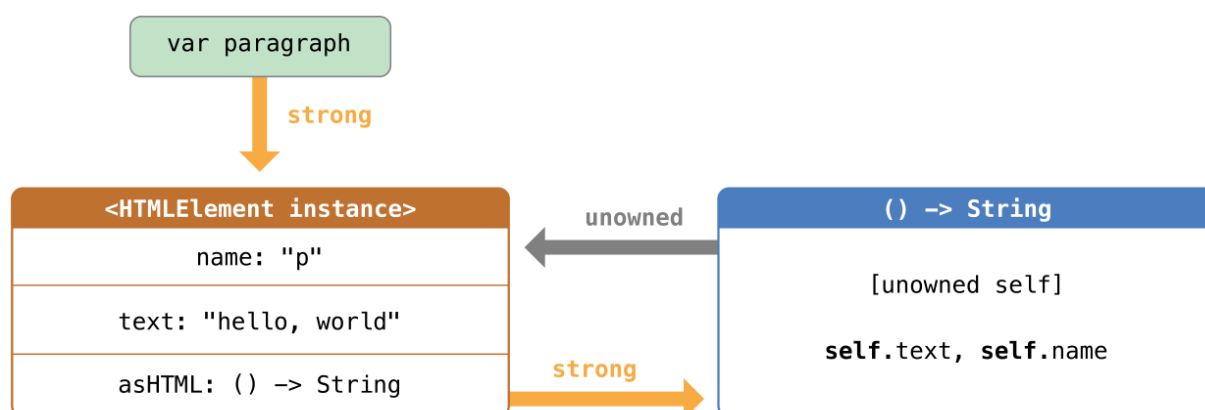 var paragraph
strong
<HTMLElement instance>
name: "p"
text: "hello, world"
asHTML: () -> String
unowned
strong
() -> String
[unowned self]
self.text, self.name